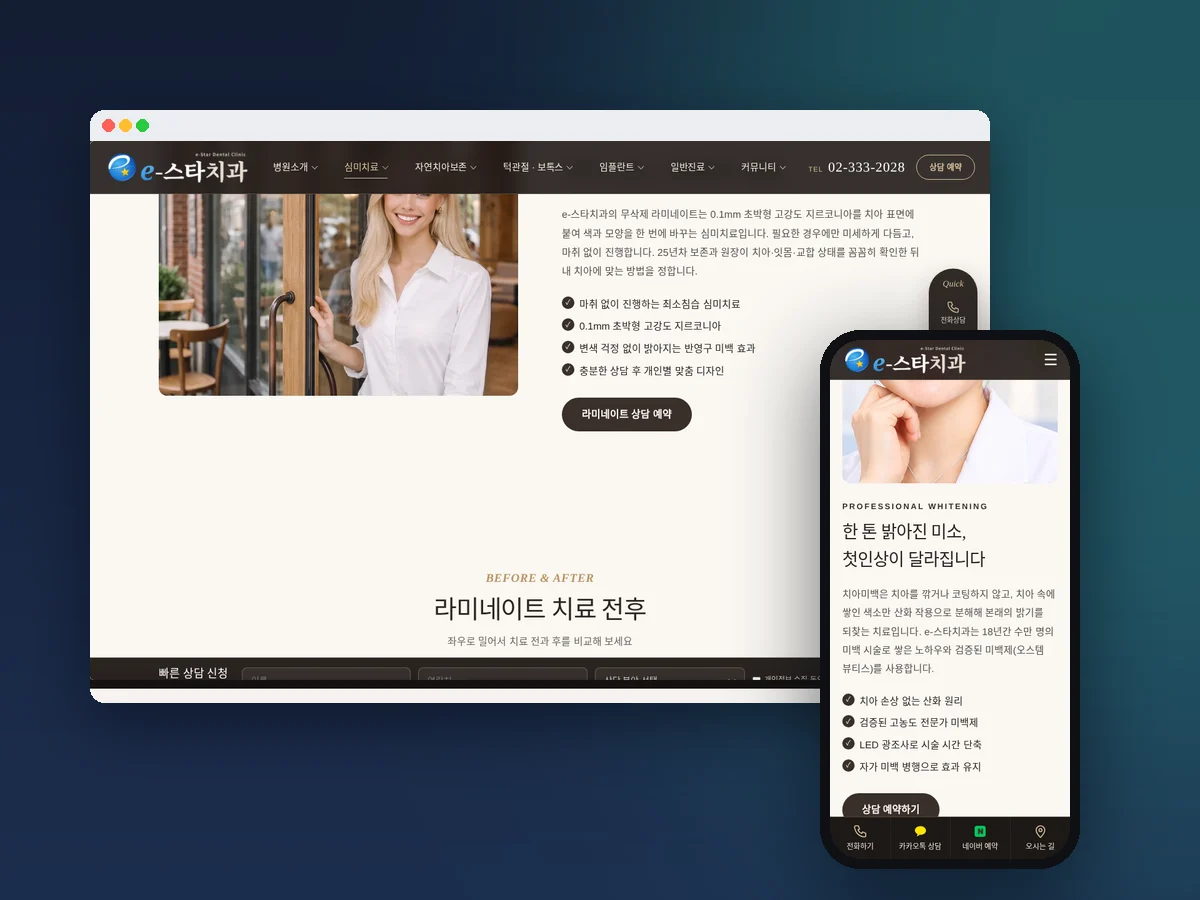 e-Star Dental Clinic
e-스타치과
병원소개
심미치료
자연치아보존
턱관절 · 보톡스
임플란트
일반진료
커뮤니티
TEL 02-333-2028
상담 예약
e-스타치과의 무삭제 라미네이트는 0.1mm 초박형 고강도 지르코니아를 치아 표면에
붙여 색과 모양을 한 번에 바꾸는 심미치료입니다. 필요한 경우에만 미세하게 다듬고,
마취 없이 진행합니다. 25년차 보존과 원장이 치아·잇몸·교합 상태를 꼼꼼히 확인한 뒤
내 치아에 맞는 방법을 정합니다.
마취 없이 진행하는 최소침습 심미치료
0.1mm 초박형 고강도 지르코니아
변색 걱정 없이 밝아지는 반영구 미백 효과
충분한 상담 후 개인별 맞춤 디자인
라미네이트 상담 예약
Quick
전화상담
BEFORE & AFTER
라미네이트 치료 전후
좌우로 밀어서 치료 전과 후를 비교해 보세요
빠른 상담 신청
e-Star Dental Clinic
e-스타치과
PROFESSIONAL WHITENING
한 톤 밝아진 미소,
첫인상이 달라집니다
치아미백은 치아를 깎거나 코팅하지 않고, 치아 속에
쌓인 색소만 산화 작용으로 분해해 본래의 밝기를
되찾는 치료입니다. e-스타치과는 18년간 수만 명의
미백 시술로 쌓은 노하우와 검증된 미백제(오스템
뷰티스)를 사용합니다.
치아 손상 없는 산화 원리
검증된 고농도 전문가 미백제
LED 광조사로 시술 시간 단축
자가 미백 병행으로 효과 유지
상담 예약하기
전화하기
카카오톡 상담
N
네이버 예약
오시는 길